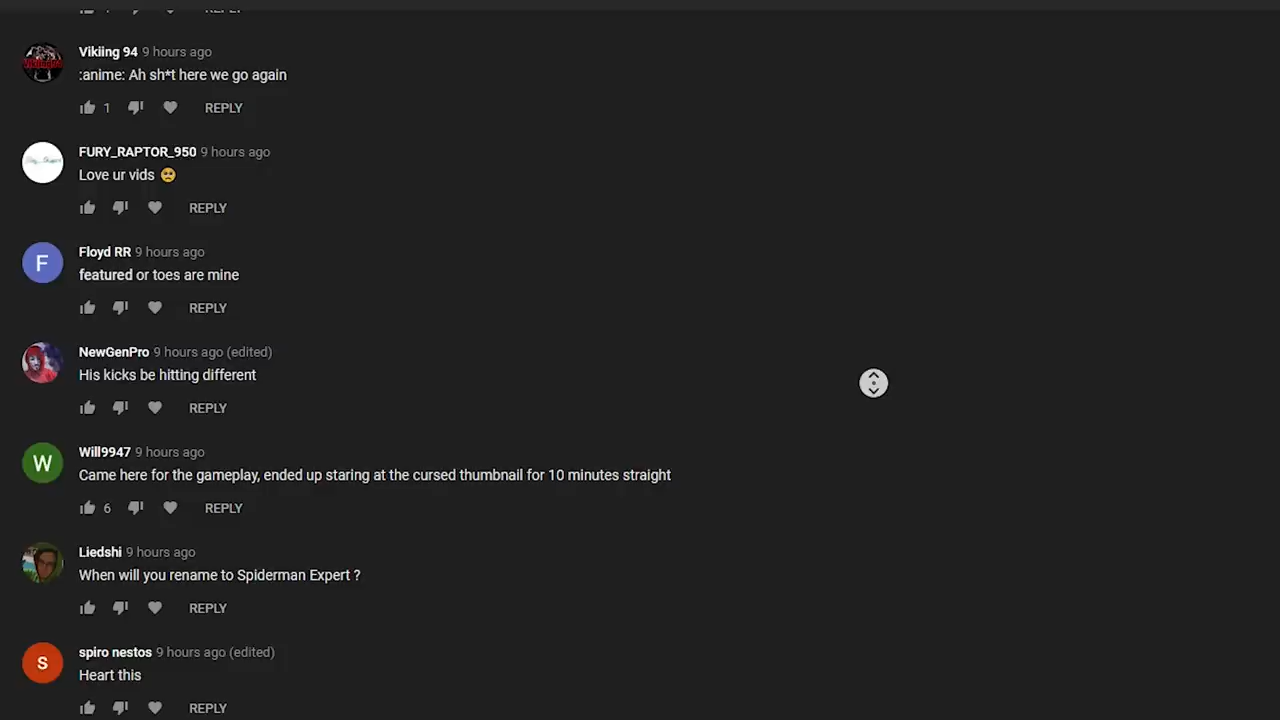 REPLY
Vikiing 94 9 hours ago
:anime: Ah sh*t here we go again
1 REPLY
FURY_RAPTOR_950 9 hours ago
Love ur vids 🥺
REPLY
F
Floyd RR 9 hours ago
featured or toes are mine
REPLY
NewGenPro 9 hours ago (edited)
His kicks be hitting different
REPLY
W
Will9947 9 hours ago
Came here for the gameplay, ended up staring at the cursed thumbnail for 10 minutes straight
6 REPLY
Liedshi 9 hours ago
When will you rename to Spiderman Expert ?
REPLY
S
spiro nestos 9 hours ago (edited)
Heart this
REPLY